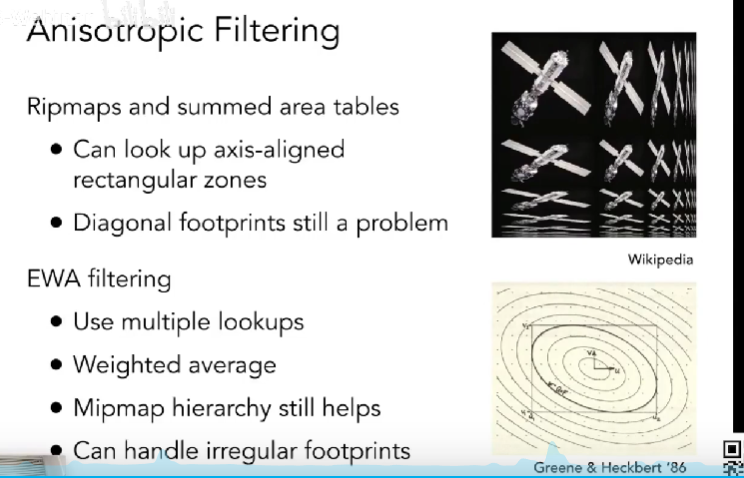 Anisotropic Filtering
Ripmaps and summed area tables
• Can look up axis-aligned
rectangular zones
• Diagonal footprints still a problem
Wikipedia
EWA filtering
• Use multiple lookups
• Weighted average
• Mipmap hierarchy still helps
• Can handle irregular footprints
Greene & Heckbert '86